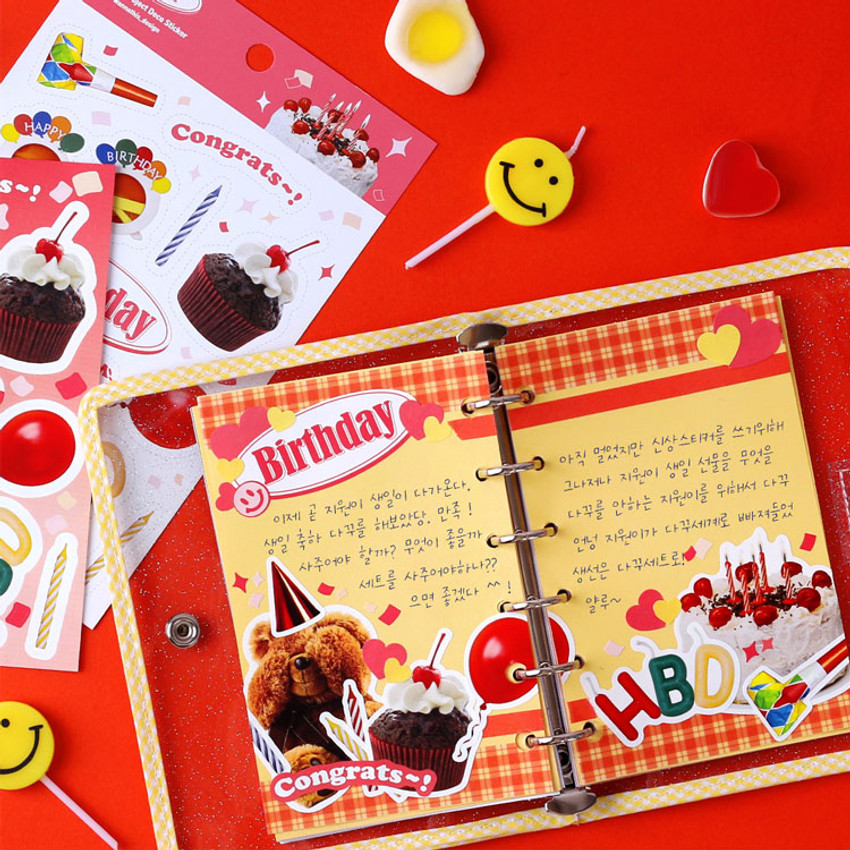 Project Deco Sticker
HAPPY
BIRTHDAY
Congrats~!
s~!
day
Birthday
이제 곧 지원이 생일이 다가온다.
생일 축하 다꾸를 해보았당. 만족!
사주어야 할까? 무엇이 좋을까
세트를 사주어야하나??
으면 좋겠다 ^^!
Congrats~!
아직 멀었지만 신상스티커를 쓰기위해
그나저나 지원이 생일 선물을 무엇을
다꾸를 안하는 지원이를 위해서 다꾸
언넝 지원이가 다꾸세계로 빠져들었
생선은 다꾸세트로!
얄루~
HBD